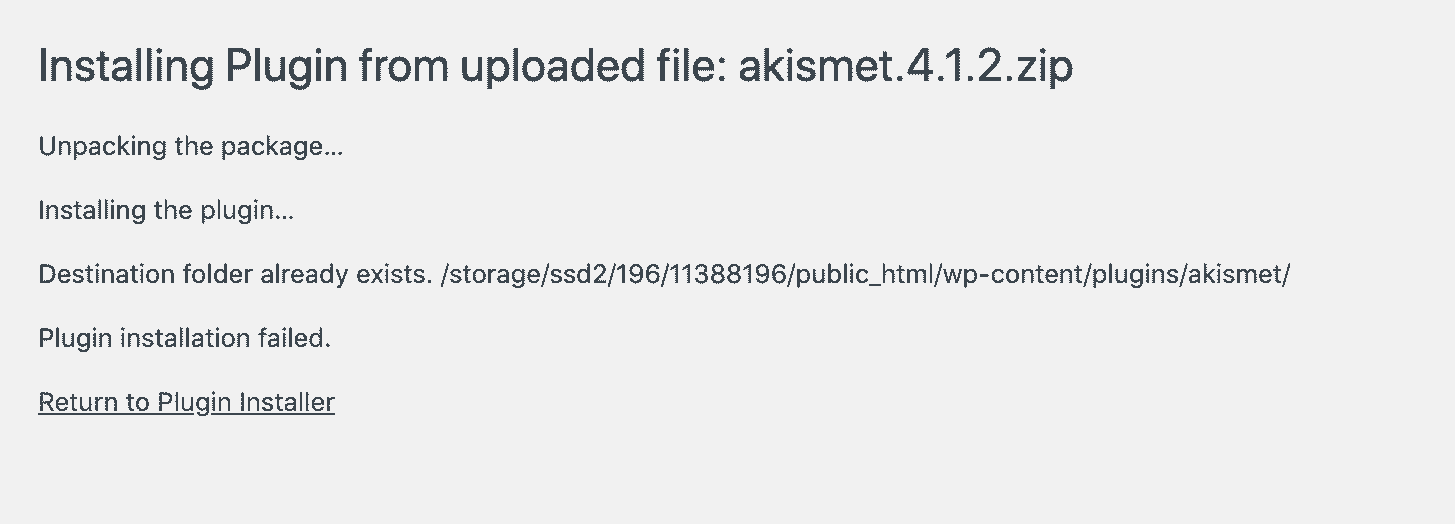 Installing Plugin from uploaded file: akismet.4.1.2.zip
Unpacking the package...
Installing the plugin...
Destination folder already exists. /storage/ssd2/196/11388196/public_html/wp-content/plugins/akismet/
Plugin installation failed.
Return to Plugin Installer